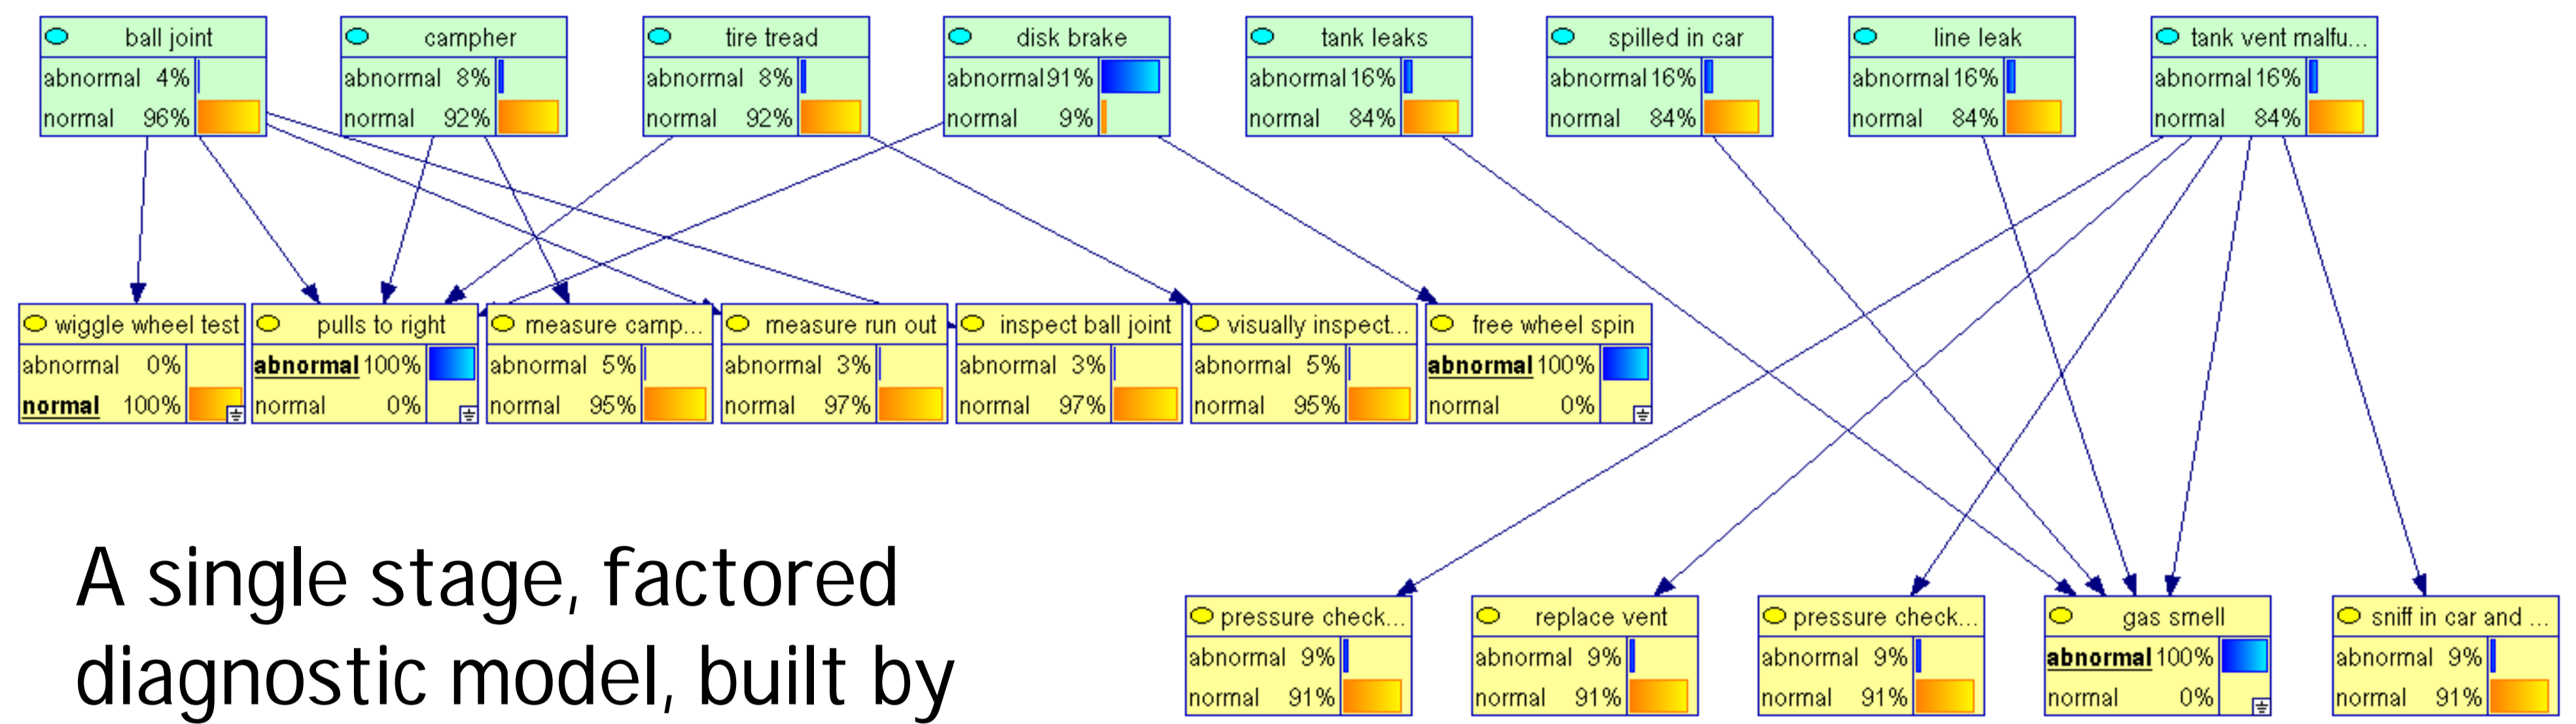 ball joint
abnormal 4%
normal 96%
campher
abnormal 8%
normal 92%
tire tread
abnormal 8%
normal 92%
disk brake
abnormal 91%
normal 9%
tank leaks
abnormal 16%
normal 84%
spilled in car
abnormal 16%
normal 84%
line leak
abnormal 16%
normal 84%
tank vent malfu...
abnormal 16%
normal 84%
wiggle wheel test
abnormal 0%
normal 100%
pulls to right
abnormal 100%
normal 0%
measure camp...
abnormal 5%
normal 95%
measure run out
abnormal 3%
normal 97%
inspect ball joint
abnormal 3%
normal 97%
visually inspect...
abnormal 5%
normal 95%
free wheel spin
abnormal 100%
normal 0%
A single stage, factored
diagnostic model, built by
pressure check...
abnormal 9%
normal 91%
replace vent
abnormal 9%
normal 91%
pressure check...
abnormal 9%
normal 91%
gas smell
abnormal 100%
normal 0%
sniff in car and ...
abnormal 9%
normal 91%